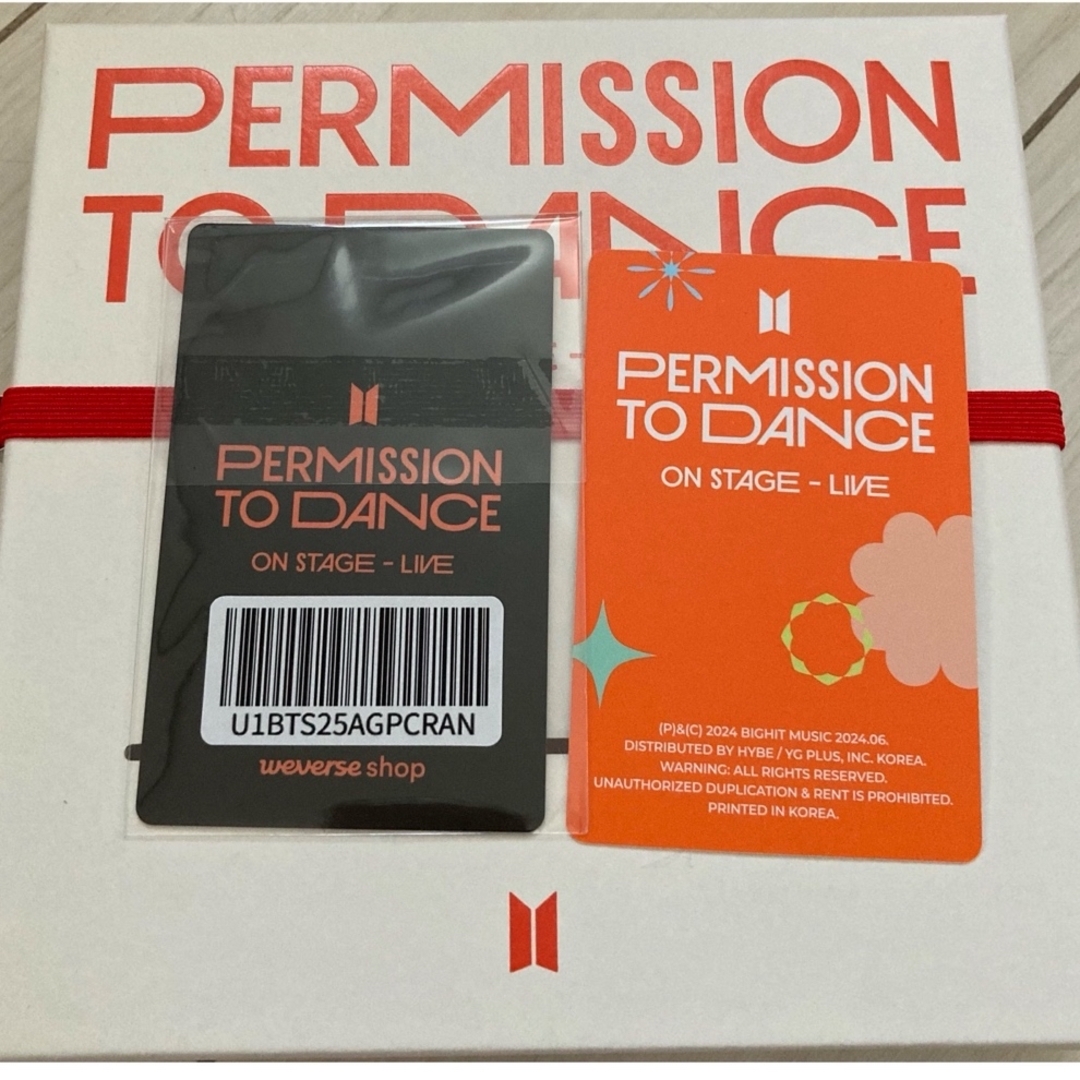 PERMISSION
TO DANCE
PERMISSION
TO DANCE
ON STAGE - LIVE
U1BTS25AGPCRAN
weverse shop
PERMISSION
TO DANCE
ON STAGE - LIVE
(P)&(C) 2024 BIGHIT MUSIC 2024.06.
DISTRIBUTED BY HYBE / YG PLUS, INC. KOREA.
WARNING: ALL RIGHTS RESERVED.
UNAUTHORIZED DUPLICATION & RENT IS PROHIBITED.
PRINTED IN KOREA.